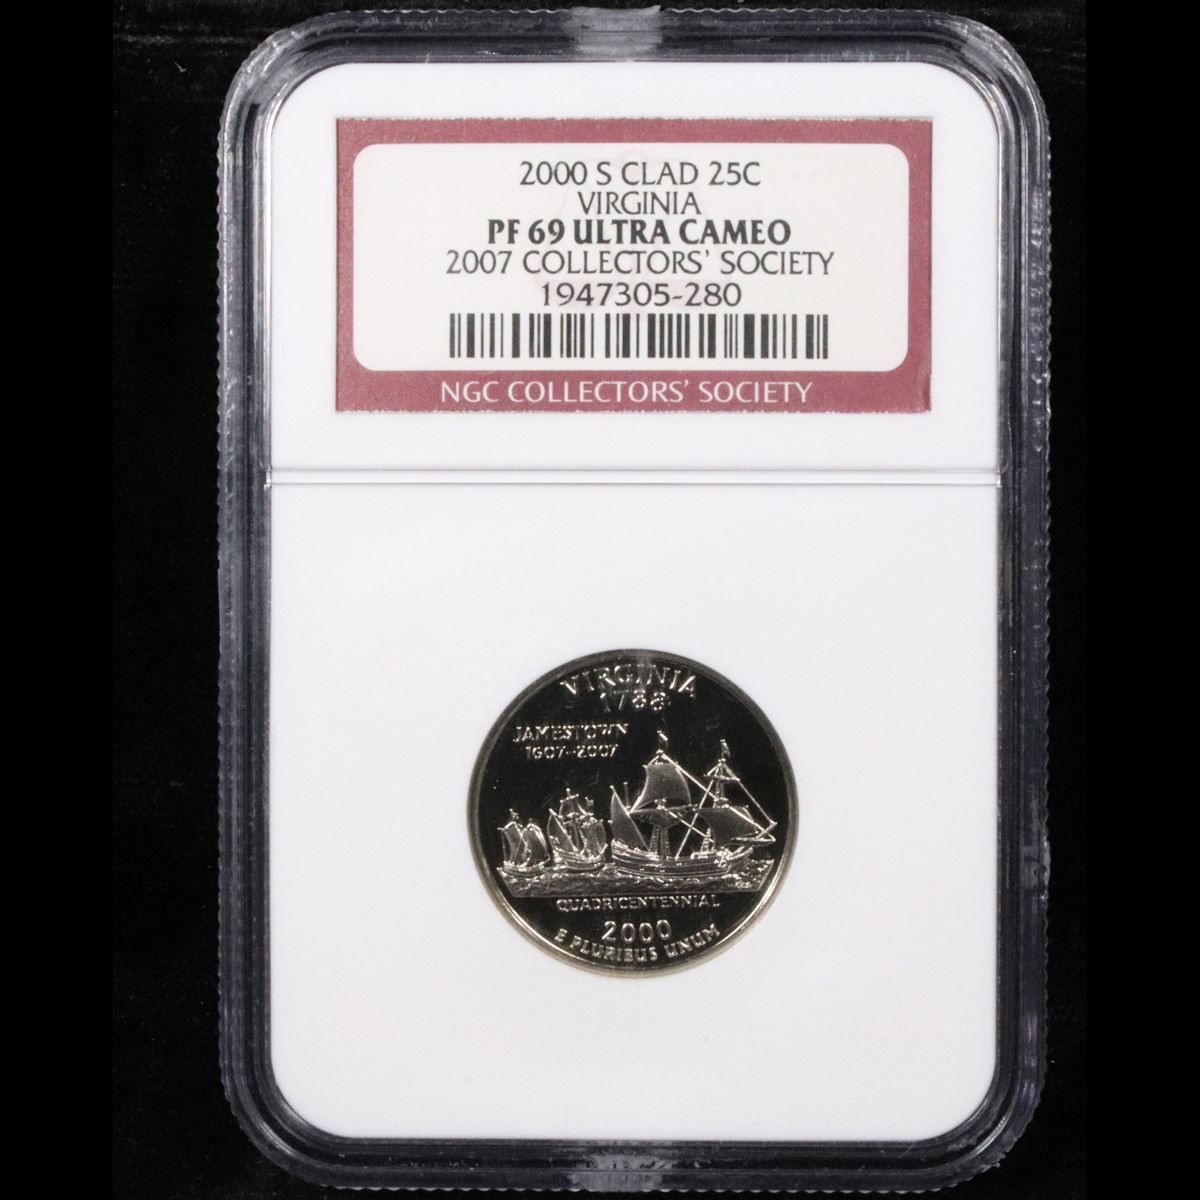 2000 S CLAD 25C
VIRGINIA
PF 69 ULTRA CAMEO
2007 COLLECTORS' SOCIETY
1947305-280
NGC COLLECTORS' SOCIETY
VIRGINIA
1788
JAMESTOWN
1607-2007
QUADRICENTENNIAL
2000
E PLURIBUS UNUM